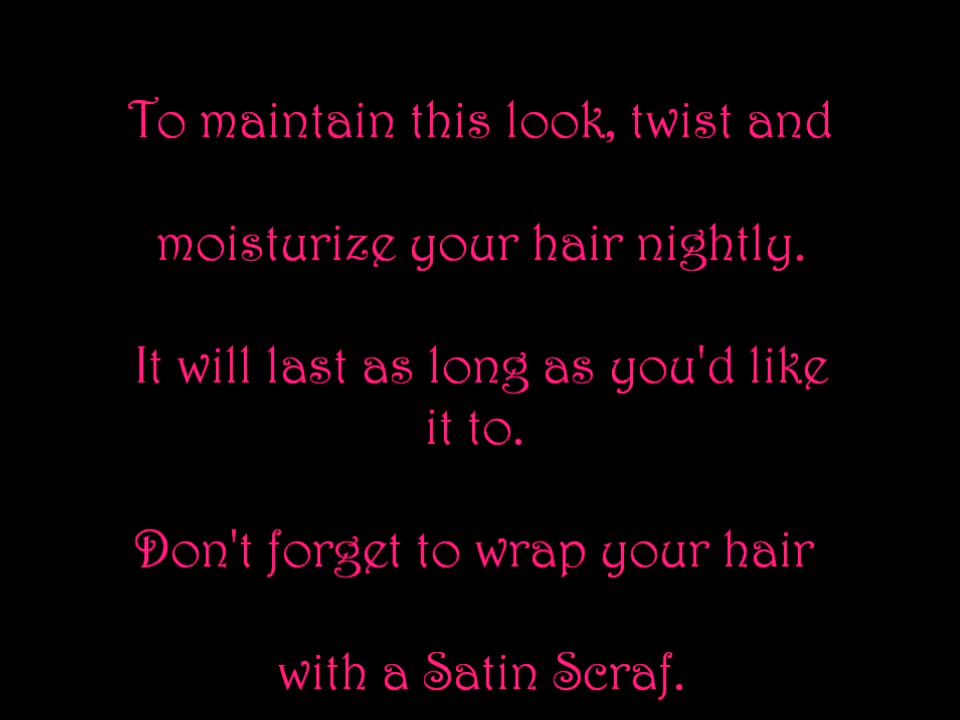 To maintain this look, twist and
moisturize your hair nightly.
It will last as long as you'd like
it to.
Don't forget to wrap your hair
with a Satin Scraf.